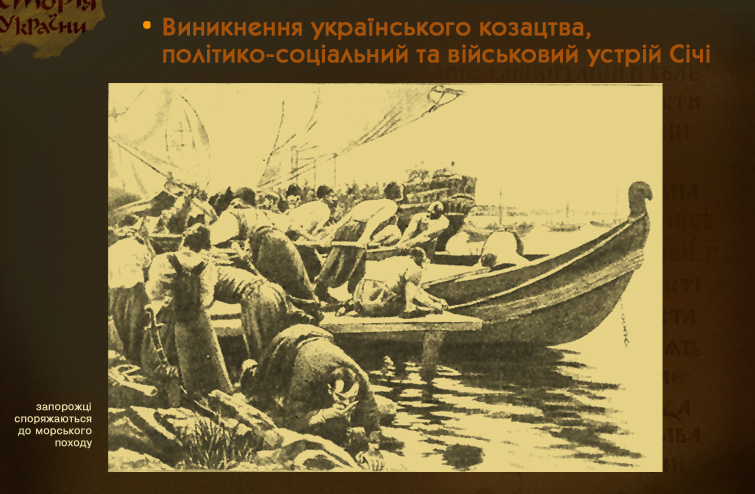 Історія
України
• Виникнення українського козацтва,
політико-соціальний та військовий устрій Січі
запорожці
споряжаються
до морського
походу